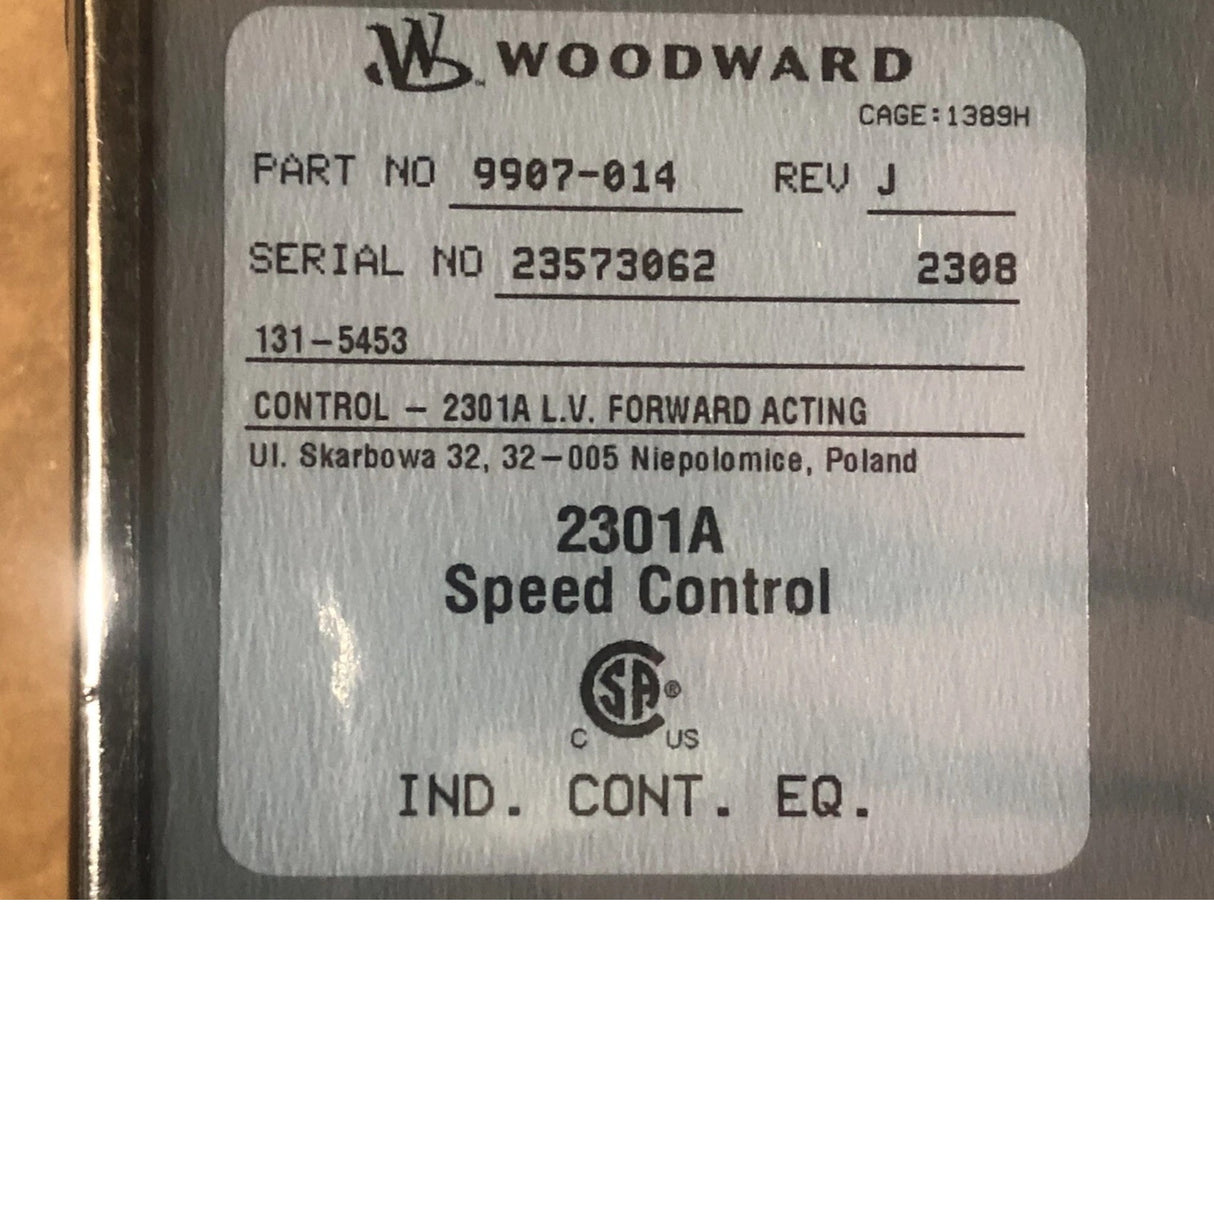 WOODWARD
CAGE:1389H
PART NO 9907-014 REV J
SERIAL NO 23573062 2308
131-5453
CONTROL - 2301A L.V. FORWARD ACTING
Ul. Skarbowa 32, 32-005 Niepolomice, Poland
2301A
Speed Control
CSA®
C US
IND. CONT. EQ.